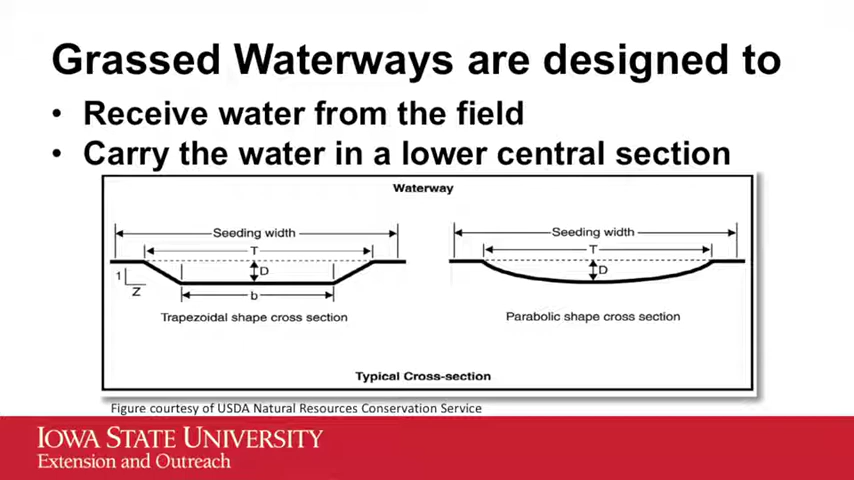 Grassed Waterways are designed to
• Receive water from the field
• Carry the water in a lower central section
Waterway
Seeding width
T
D
1
Z
b
Trapezoidal shape cross section
Seeding width
T
D
Parabolic shape cross section
Typical Cross-section
Figure courtesy of USDA Natural Resources Conservation Service
IOWA STATE UNIVERSITY
Extension and Outreach